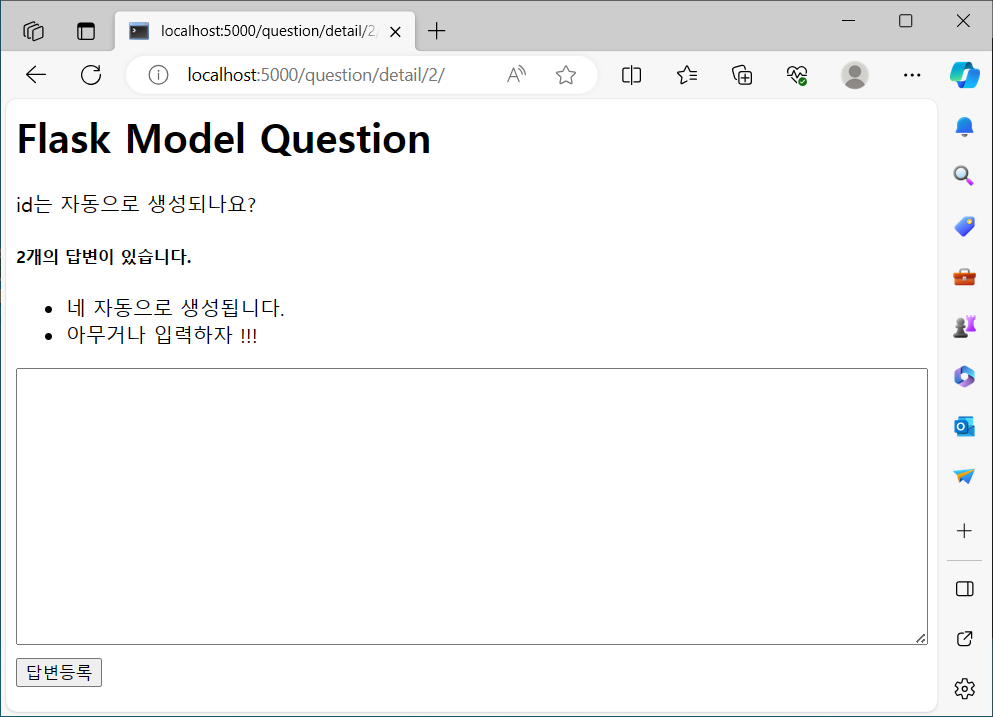 localhost:5000/question/detail/2/
localhost:5000/question/detail/2/
Flask Model Question
id는 자동으로 생성되나요?
2개의 답변이 있습니다.
네 자동으로 생성됩니다.
아무거나 입력하자 !!!
답변등록